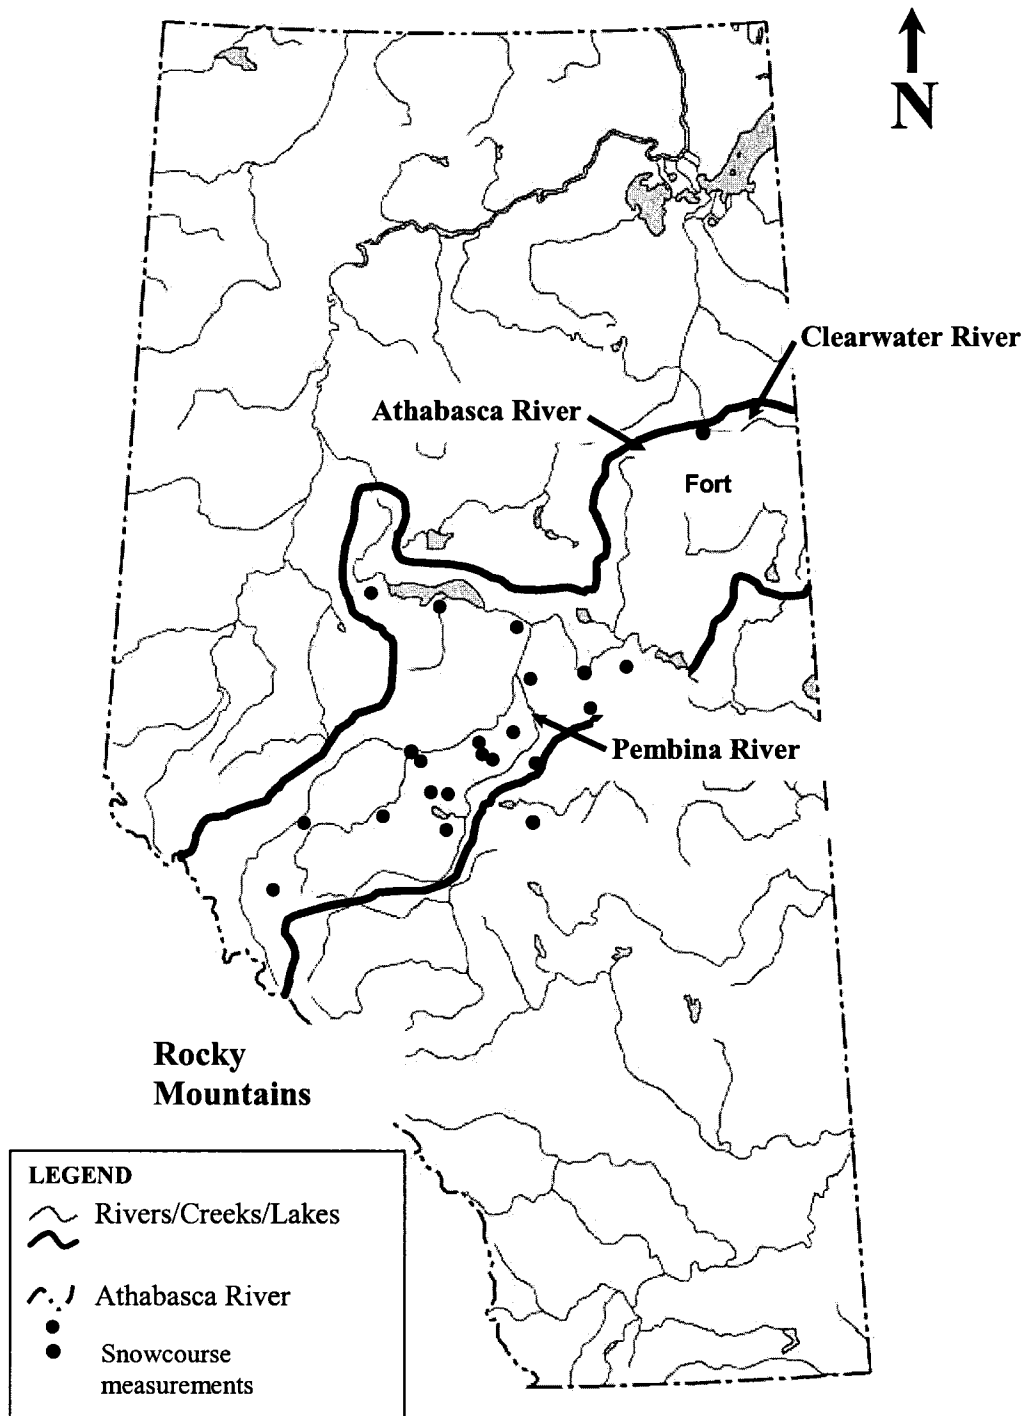 N
Clearwater River
Athabasca River
Fort
Pembina River
Rocky
Mountains
LEGEND
Rivers/Creeks/Lakes
Athabasca River
Snowcourse
measurements